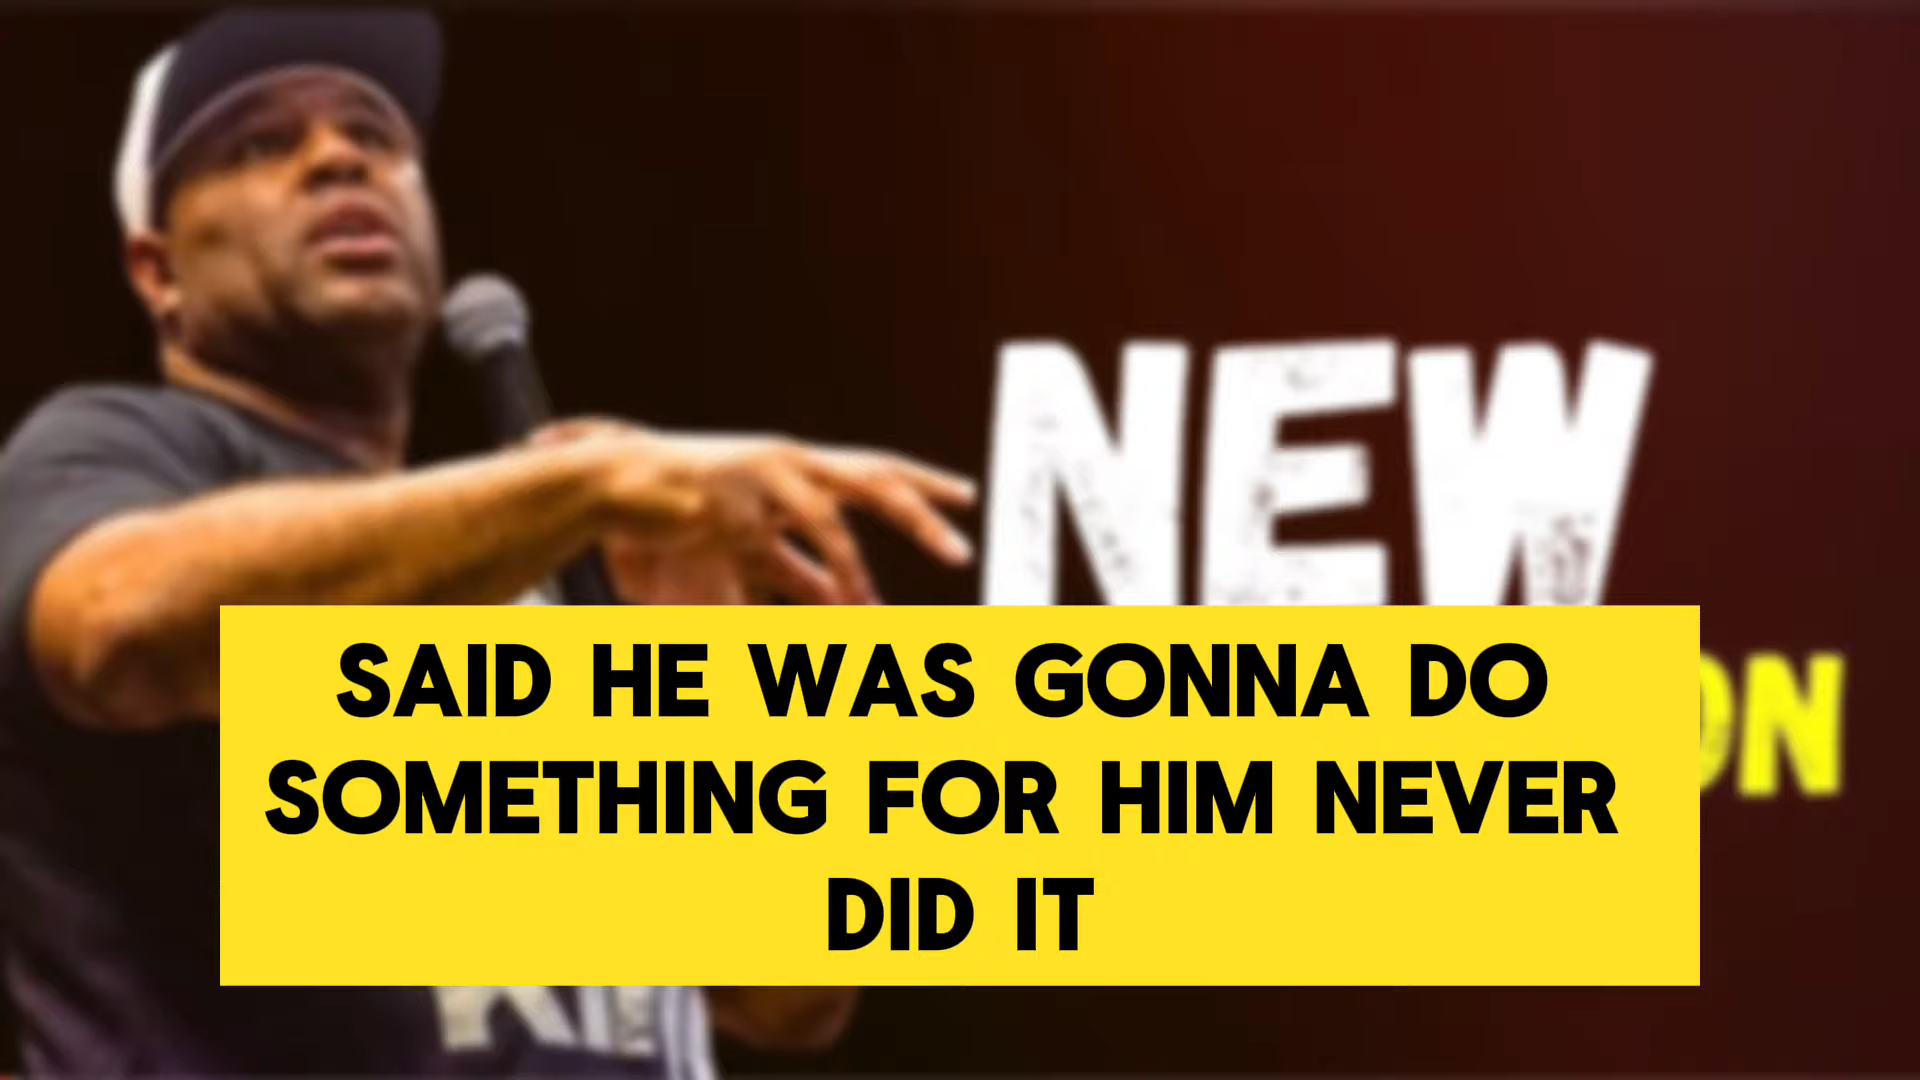 NEW
SAID HE WAS GONNA DO
SOMETHING FOR HIM NEVER
DID IT